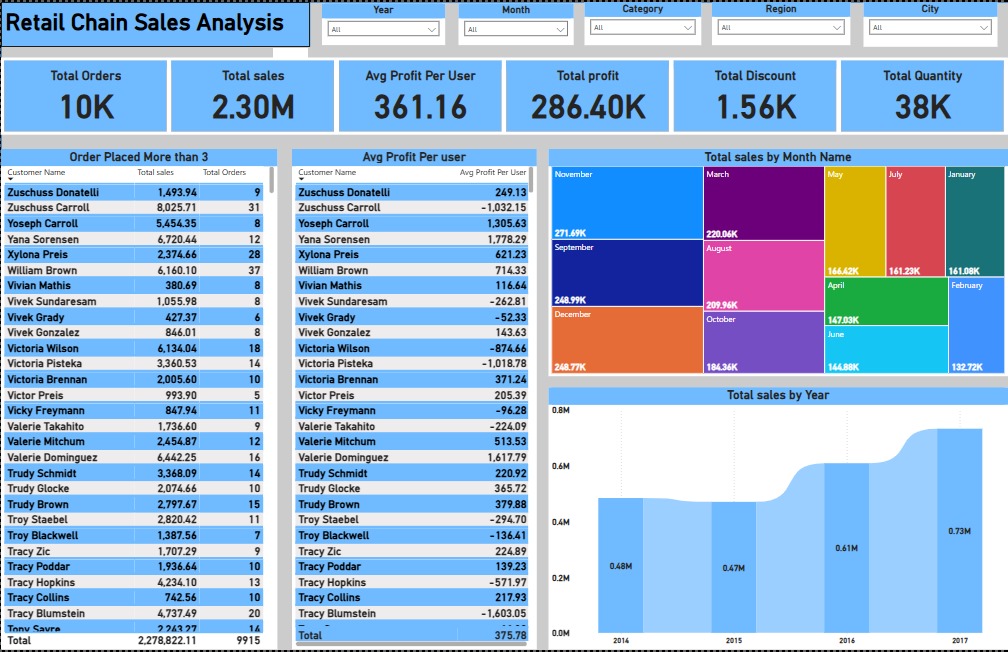 Retail Chain Sales Analysis
Year
All
Month
All
Category
All
Region
All
City
All
Total Orders
10K
Total sales
2.30M
Avg Profit Per User
361.16
Total profit
286.40K
Total Discount
1.56K
Total Quantity
38K
Order Placed More than 3
Customer Name Total sales Total Orders
Zuschuss Donatelli 1,493.94 9
Zuschuss Carroll 8,025.71 31
Yoseph Carroll 5,454.35 8
Yana Sorensen 6,720.44 12
Xylona Preis 2,374.66 28
William Brown 6,160.10 37
Vivian Mathis 380.69 8
Vivek Sundaresam 1,055.98 8
Vivek Grady 427.37 6
Vivek Gonzalez 846.01 8
Victoria Wilson 6,134.04 18
Victoria Pisteka 3,360.53 14
Victoria Brennan 2,005.60 10
Victor Preis 993.90 5
Vicky Freymann 847.94 11
Valerie Takahito 1,736.60 9
Valerie Mitchum 2,454.87 12
Valerie Dominguez 6,442.25 16
Trudy Schmidt 3,368.09 14
Trudy Glocke 2,074.66 10
Trudy Brown 2,797.67 15
Troy Staebel 2,820.42 11
Troy Blackwell 1,387.56 7
Tracy Zic 1,707.29 9
Tracy Poddar 1,936.64 10
Tracy Hopkins 4,234.10 13
Tracy Collins 742.56 10
Tracy Blumstein 4,737.49 20
Tony Sayre 2,243.27 14
Total 2,278,822.11 9915
Avg Profit Per user
Customer Name Avg Profit Per User
Zuschuss Donatelli 249.13
Zuschuss Carroll -1,032.15
Yoseph Carroll 1,305.63
Yana Sorensen 1,778.29
Xylona Preis 621.23
William Brown 714.33
Vivian Mathis 116.64
Vivek Sundaresam -262.81
Vivek Grady -52.33
Vivek Gonzalez 143.63
Victoria Wilson -874.66
Victoria Pisteka -1,018.78
Victoria Brennan 371.24
Victor Preis 205.39
Vicky Freymann -96.28
Valerie Takahito -224.09
Valerie Mitchum 513.53
Valerie Dominguez 1,617.79
Trudy Schmidt 220.92
Trudy Glocke 365.72
Trudy Brown 379.88
Troy Staebel -294.70
Troy Blackwell -136.41
Tracy Zic 224.89
Tracy Poddar 139.23
Tracy Hopkins -571.97
Tracy Collins 217.93
Tracy Blumstein -1,603.05
Total 375.78
Total sales by Month Name
November
271.69K
September
248.99K
December
248.77K
March
220.06K
August
209.96K
October
184.36K
May
166.42K
July
161.23K
January
161.08K
April
147.03K
June
144.88K
February
132.72K
Total sales by Year
0.8M
0.6M
0.4M
0.2M
0.0M
0.48M
0.47M
0.61M
0.73M
2014 2015 2016 2017